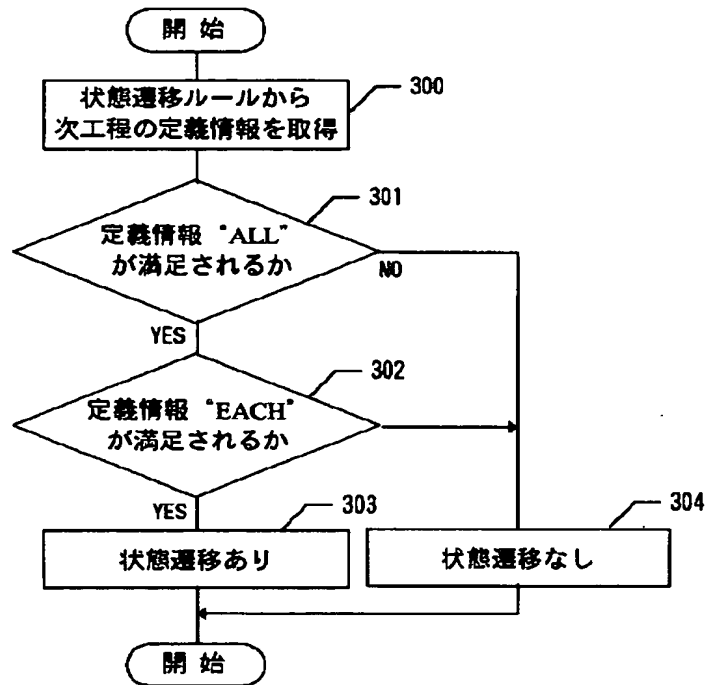 開始
300
状態遷移ルールから
次工程の定義情報を取得
301
定義情報 "ALL"
が満足されるか
NO
YES
302
定義情報 "EACH"
が満足されるか
YES
303
状態遷移あり
304
状態遷移なし
開始